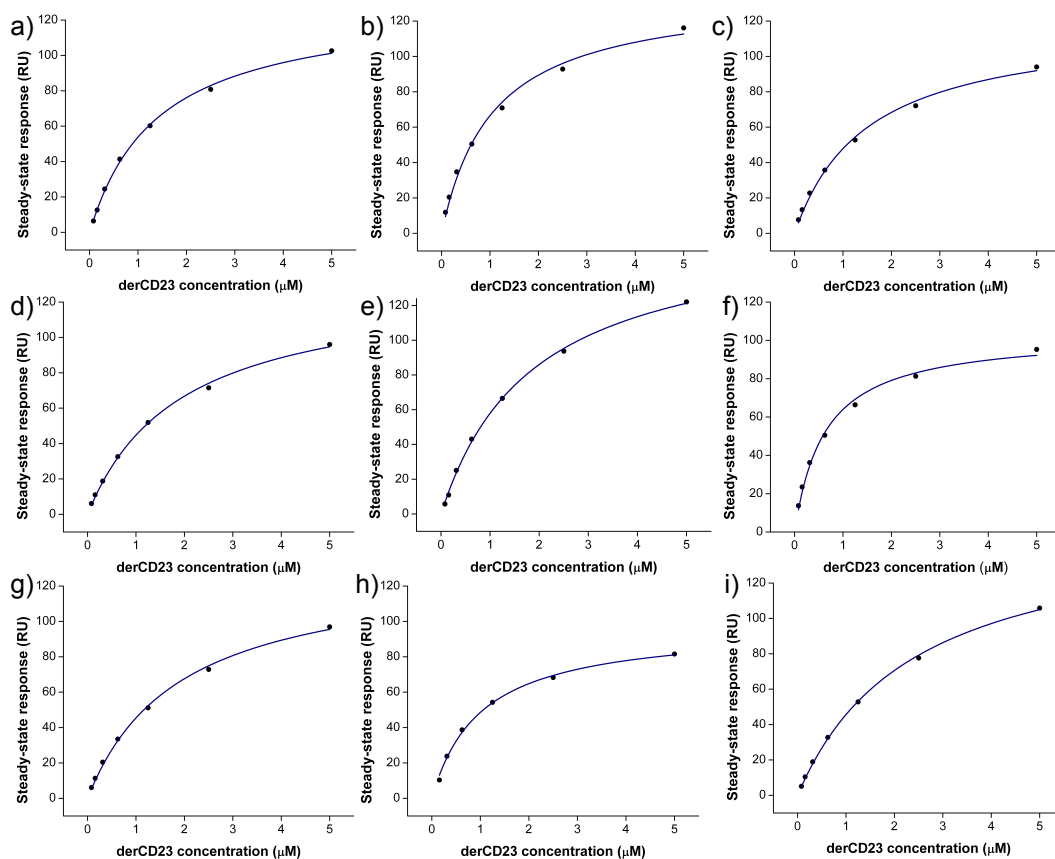 a)
Steady-state response (RU)
120
100
80
60
40
20
0
0 1 2 3 4 5
derCD23 concentration (μM)
b)
Steady-state response (RU)
120
100
80
60
40
20
0
0 1 2 3 4 5
derCD23 concentration (μM)
c)
Steady-state response (RU)
120
100
80
60
40
20
0
0 1 2 3 4 5
derCD23 concentration (μM)
d)
Steady-state response (RU)
120
100
80
60
40
20
0
0 1 2 3 4 5
derCD23 concentration (μM)
e)
Steady-state response (RU)
120
100
80
60
40
20
0
0 1 2 3 4 5
derCD23 concentration (μM)
f)
Steady-state response (RU)
120
100
80
60
40
20
0
0 1 2 3 4 5
derCD23 concentration (μM)
g)
Steady-state response (RU)
120
100
80
60
40
20
0
0 1 2 3 4 5
derCD23 concentration (μM)
h)
Steady-state response (RU)
120
100
80
60
40
20
0
0 1 2 3 4 5
derCD23 concentration (μM)
i)
Steady-state response (RU)
120
100
80
60
40
20
0
0 1 2 3 4 5
derCD23 concentration (μM)